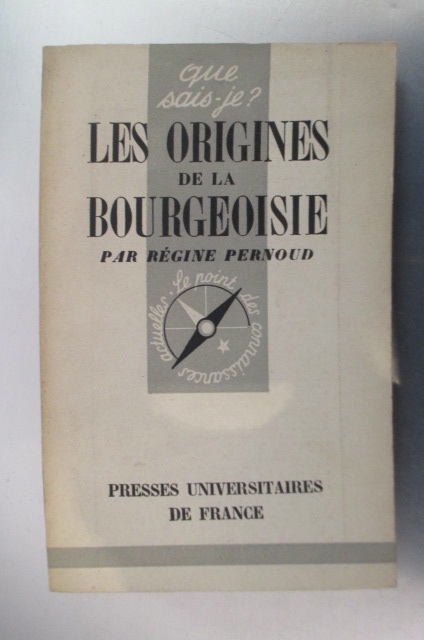 que
sais-je?
LES ORIGINES
DE LA
BOURGEOISIE
PAR RÉGINE PERNOUD
Le point des connaissances actuelles.
PRESSES UNIVERSITAIRES
DE FRANCE